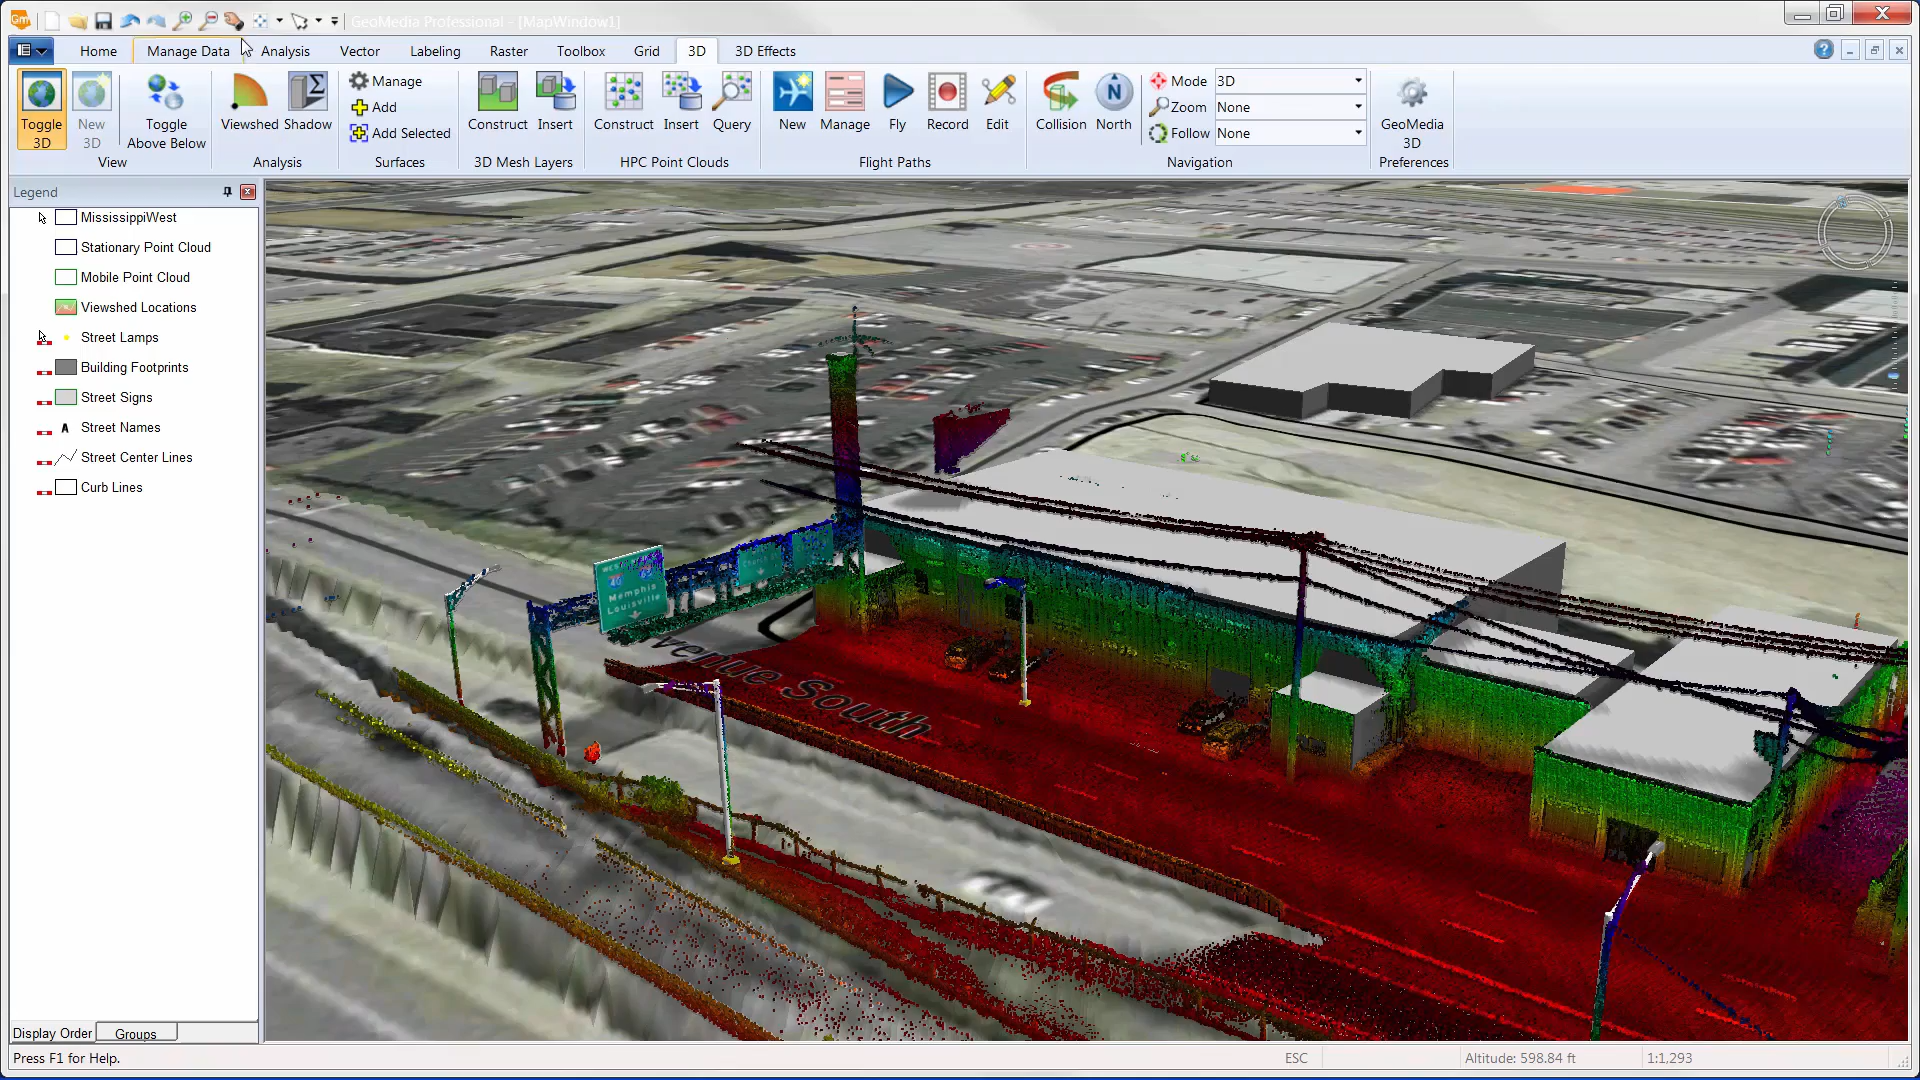 Gm GeoMedia Professional - [MapWindow1]
Home Manage Data Analysis Vector Labeling Raster Toolbox Grid 3D 3D Effects
Toggle 3D
New 3D
Toggle Above Below
View
Viewshed Shadow
Analysis
Manage
Add
Add Selected
Surfaces
Construct Insert
3D Mesh Layers
Construct Insert Query
HPC Point Clouds
New Manage Fly Record Edit
Flight Paths
Collision North
Mode 3D
Zoom None
Follow None
Navigation
GeoMedia 3D
Preferences
Legend
MississippiWest
Stationary Point Cloud
Mobile Point Cloud
Viewshed Locations
Street Lamps
Building Footprints
Street Signs
A Street Names
Street Center Lines
Curb Lines
Memphis
Louisville
venue South
Display Order Groups
Press F1 for Help.
ESC
Altitude: 598.84 ft
1:1,293